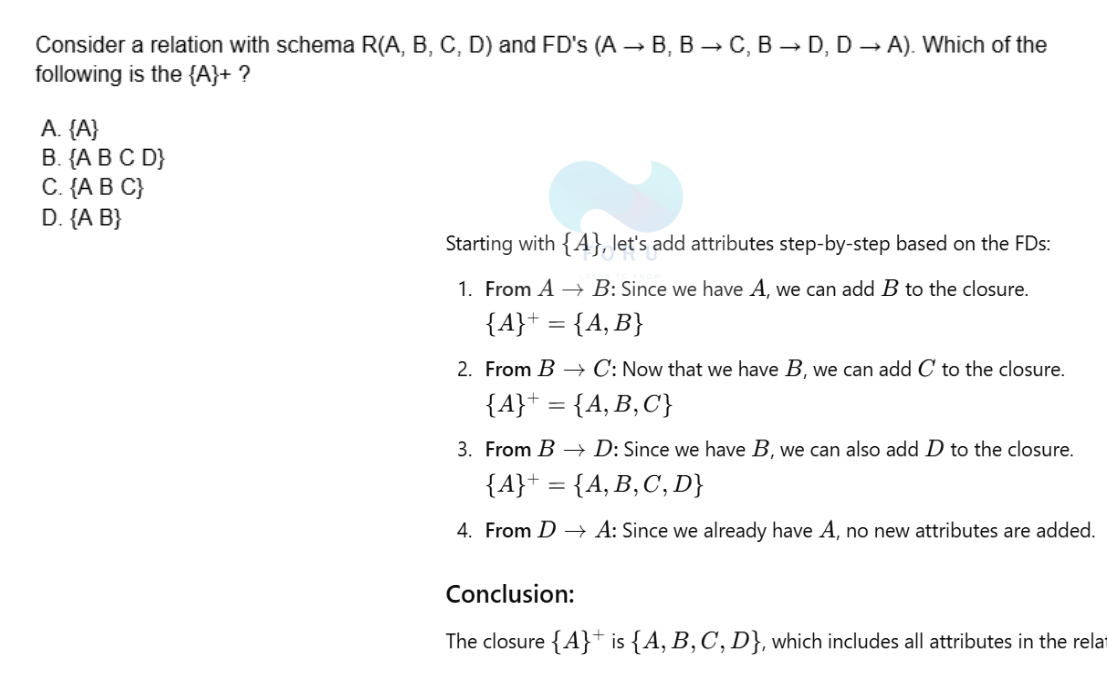 Consider a relation with schema R(A, B, C, D) and FD's (A → B, B → C, B → D, D → A). Which of the
following is the {A}+ ?
A. {A}
B. {A B C D}
C. {A B C}
D. {A B}
Starting with {A}, let's add attributes step-by-step based on the FDs:
1. From A → B: Since we have A, we can add B to the closure.
{A}⁺ = {A, B}
2. From B → C: Now that we have B, we can add C to the closure.
{A}⁺ = {A, B, C}
3. From B → D: Since we have B, we can also add D to the closure.
{A}⁺ = {A, B, C, D}
4. From D → A: Since we already have A, no new attributes are added.
Conclusion:
The closure {A}⁺ is {A, B, C, D}, which includes all attributes in the